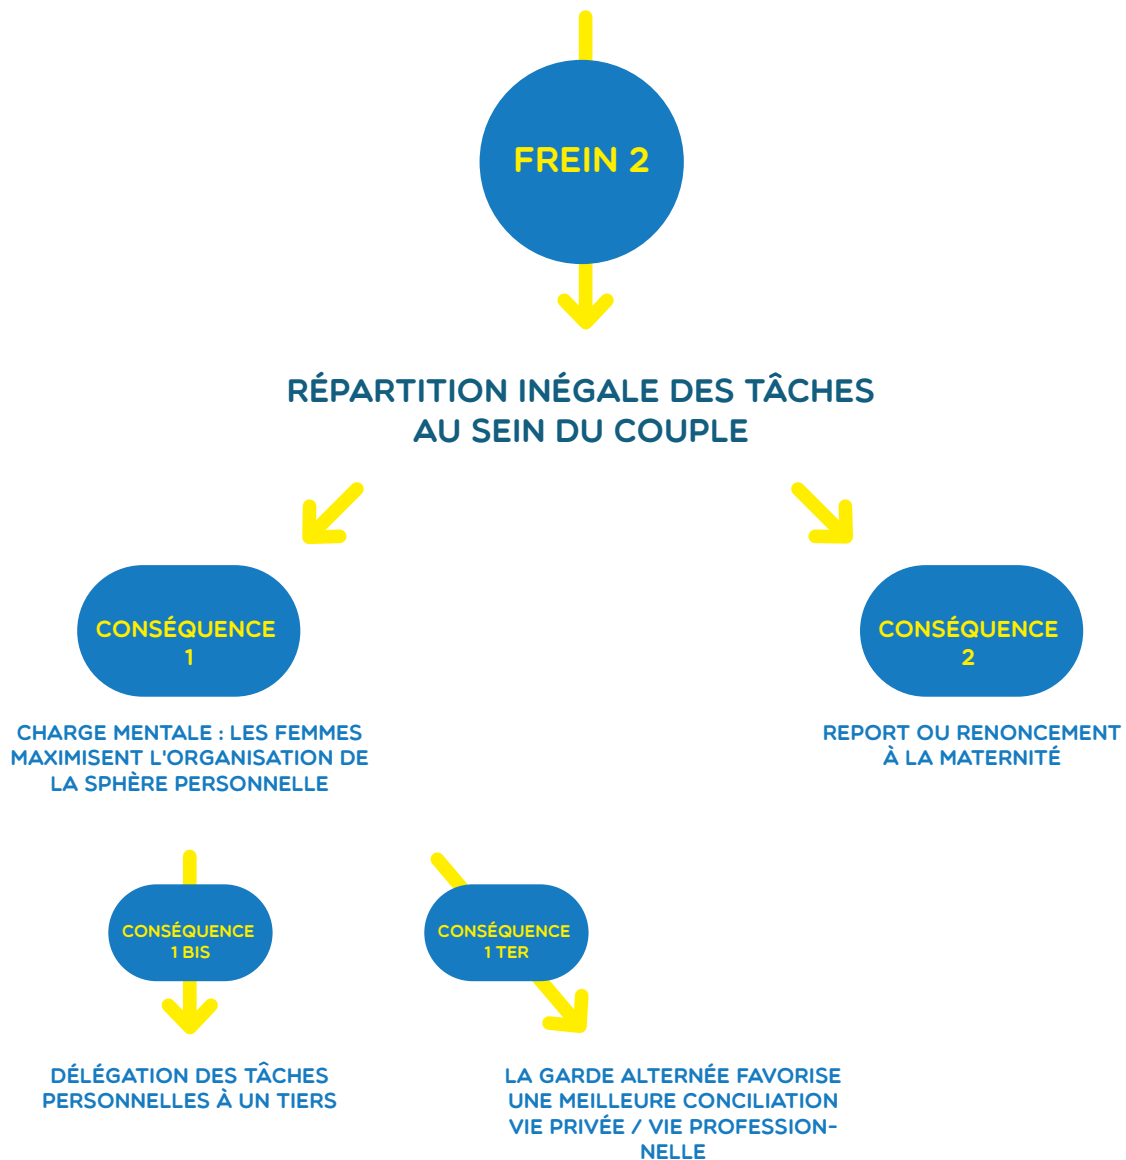 FREIN 2
RÉPARTITION INÉGALE DES TÂCHES
AU SEIN DU COUPLE
CONSÉQUENCE
1
CHARGE MENTALE : LES FEMMES
MAXIMISENT L'ORGANISATION DE
LA SPHÈRE PERSONNELLE
CONSÉQUENCE
2
REPORT OU RENONCEMENT
À LA MATERNITÉ
CONSÉQUENCE
1 BIS
DÉLÉGATION DES TÂCHES
PERSONNELLES À UN TIERS
CONSÉQUENCE
1 TER
LA GARDE ALTERNÉE FAVORISE
UNE MEILLEURE CONCILIATION
VIE PRIVÉE / VIE PROFESSION-
NELLE